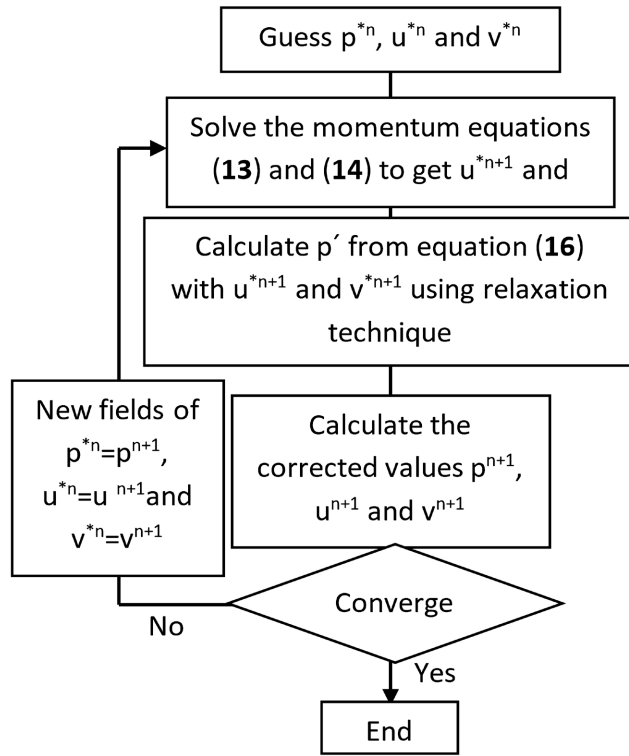 Guess p*ⁿ, u*ⁿ and v*ⁿ
Solve the momentum equations
(13) and (14) to get u*ⁿ⁺¹ and
Calculate p´ from equation (16)
with u*ⁿ⁺¹ and v*ⁿ⁺¹ using relaxation
technique
New fields of
p*ⁿ=pⁿ⁺¹,
u*ⁿ=u ⁿ⁺¹and
v*ⁿ=vⁿ⁺¹
Calculate the
corrected values pⁿ⁺¹,
uⁿ⁺¹ and vⁿ⁺¹
Converge
No
Yes
End